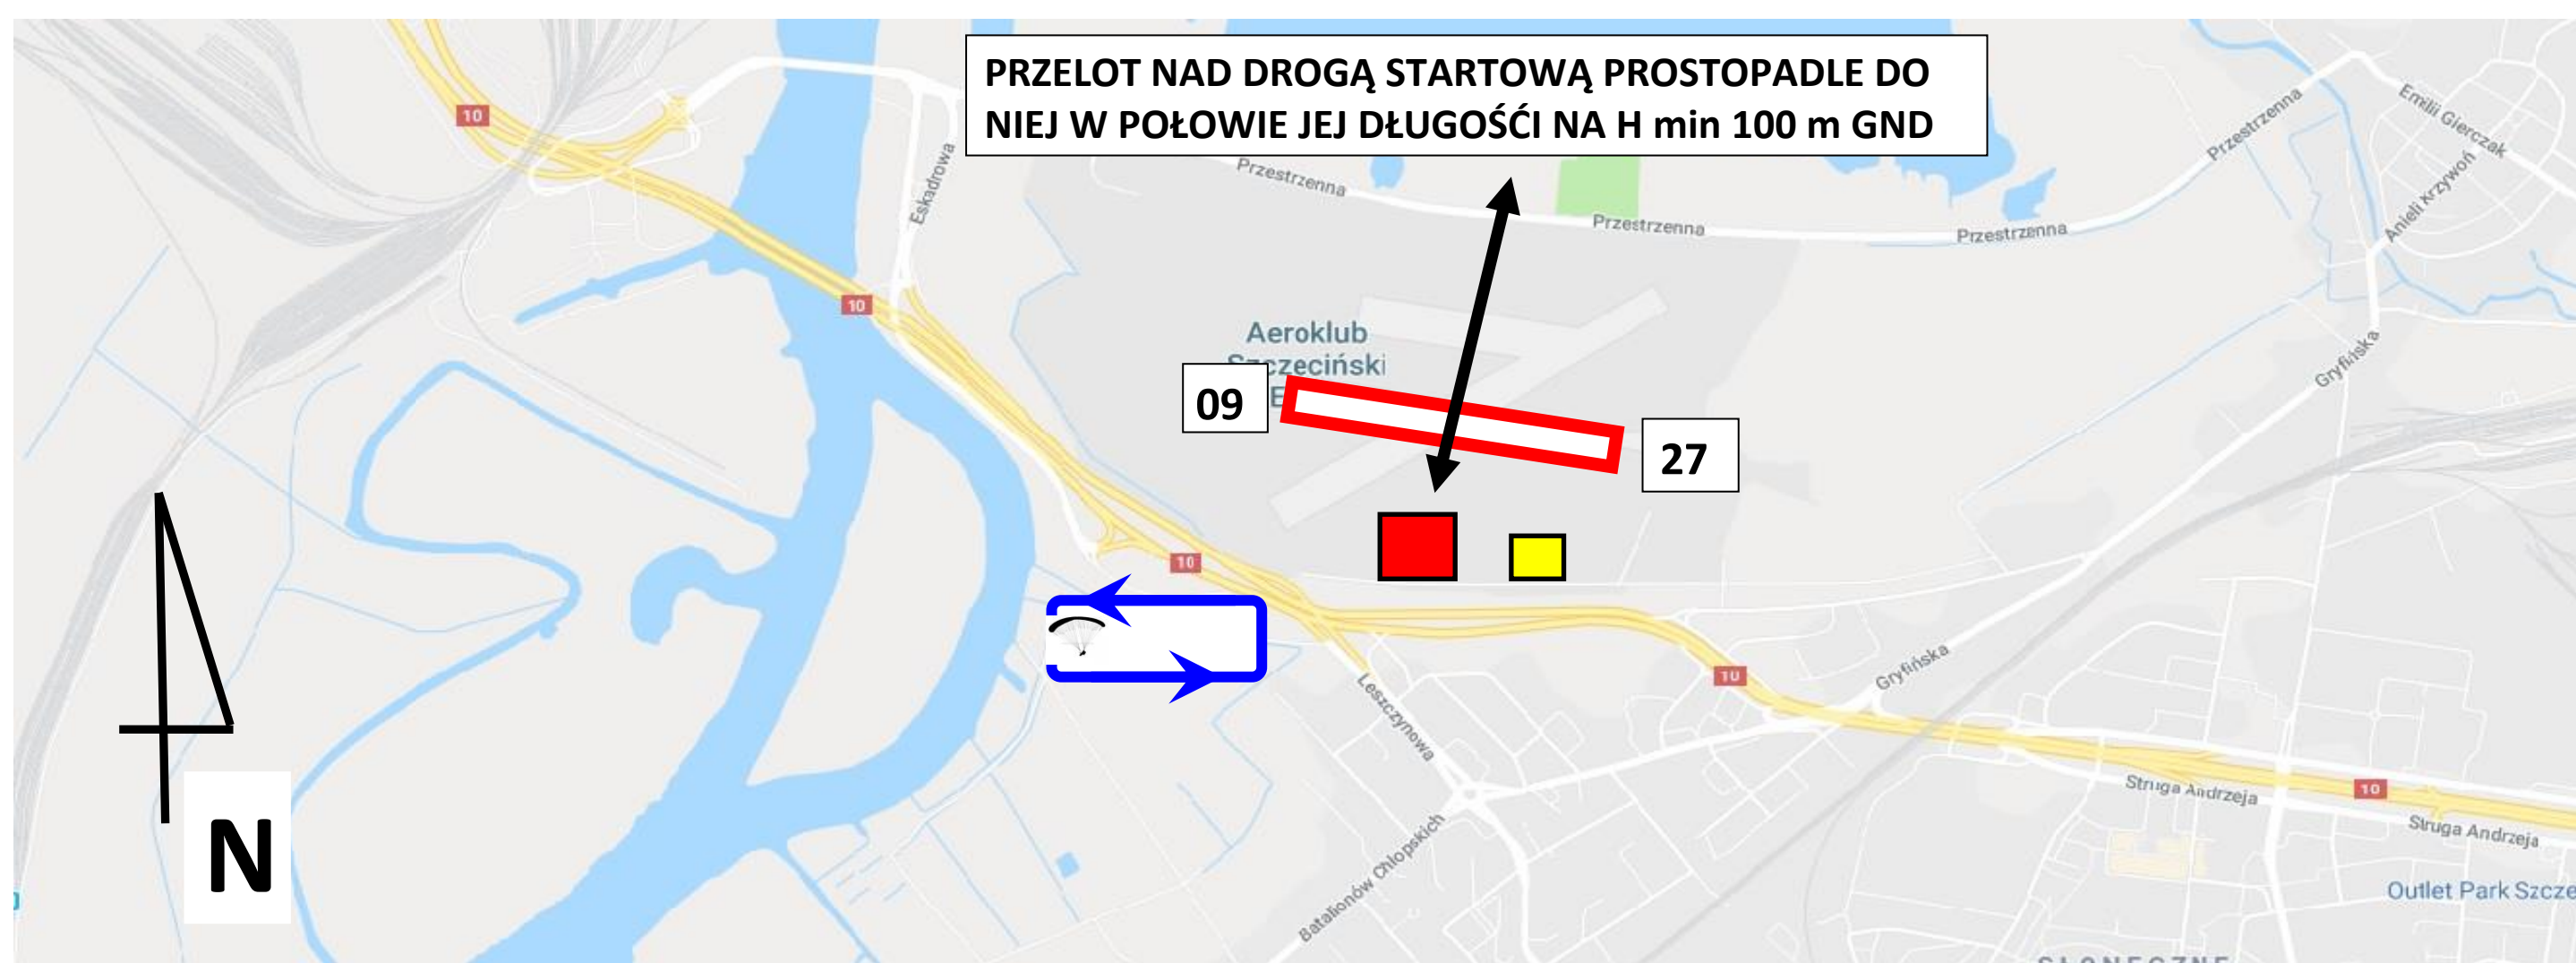 PRZELOT NAD DROGĄ STARTOWĄ PROSTOPADLE DO
NIEJ W POŁOWIE JEJ DŁUGOŚĆI NA H min 100 m GND
10
Eskadrowa
Przestrzenna
Przestrzenna
Przestrzenna
Przestrzenna
Emilii Gierczak
Anieli Krzywoń
10
Aeroklub
Szczeciński
09
27
Gryfińska
10
Leszczynowa
10
Gryfińska
Struga Andrzeja
10
Struga Andrzeja
N
Batalionów Chłopskich
Outlet Park Szcze
SŁONECZNE